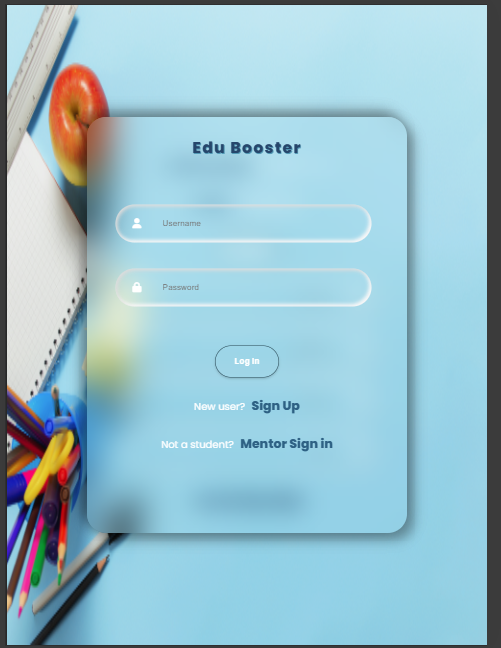 Edu Booster
Username
Password
Log In
New user? Sign Up
Not a student? Mentor Sign in